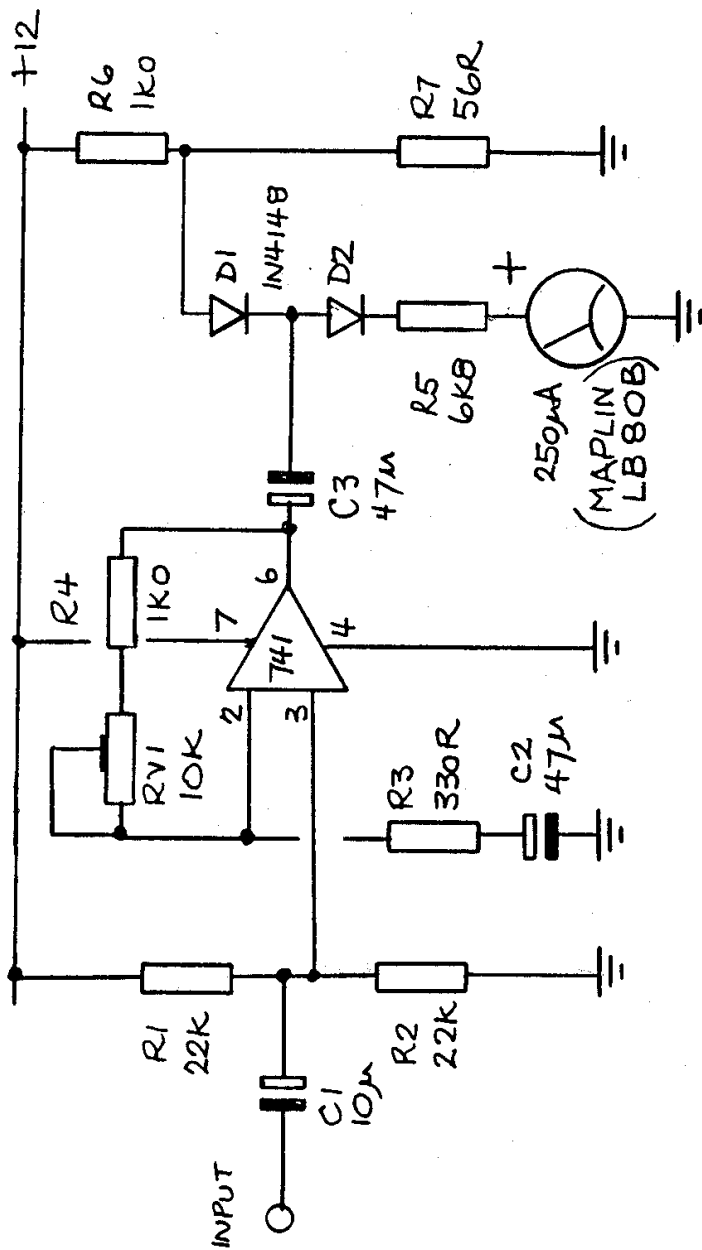 +12
R6
1K0
R7
56R
D1
1N4148
D2
R5
6K8
+
250µA
(MAPLIN
LB80B)
C3
47µ
R4
1K0
7
6
741
4
2
3
RV1
10K
R3
330R
C2
47µ
R1
22K
R2
22K
C1
10µ
INPUT